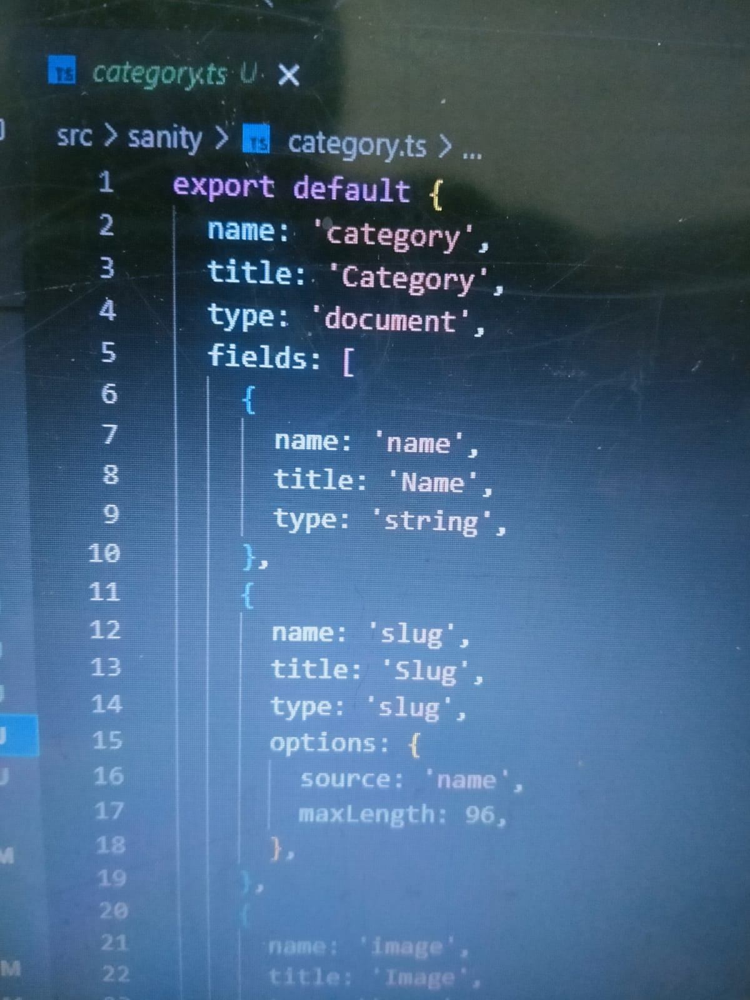 TS category.ts U X
src > sanity > TS category.ts > ...
1 export default {
2 name: 'category',
3 title: 'Category',
4 type: 'document',
5 fields: [
6 {
7 name: 'name',
8 title: 'Name',
9 type: 'string',
10 },
11 {
12 name: 'slug',
13 title: 'Slug',
14 type: 'slug',
15 options: {
16 source: 'name',
17 maxLength: 96,
18 },
19 },
20 {
21 name: 'image',
22 title: 'Image',
U
U
M
M